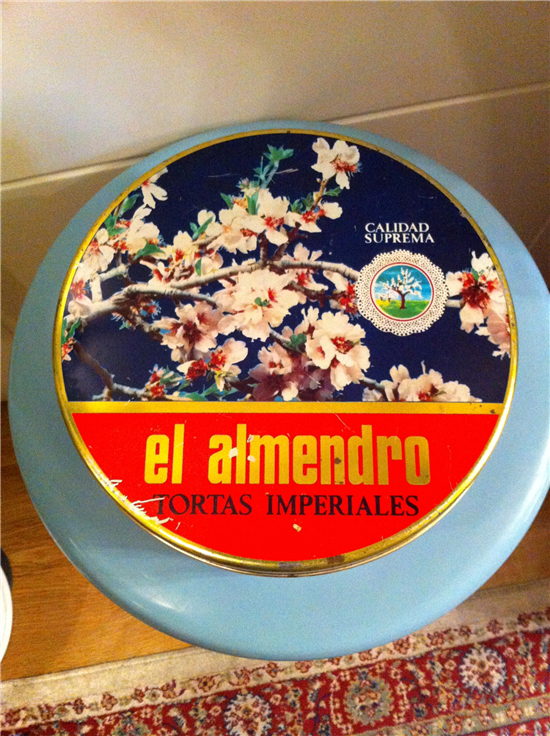 CALIDAD
SUPREMA
el almendro
TORTAS IMPERIALES